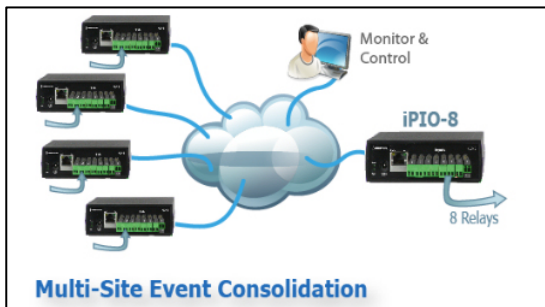 Monitor &
Control
iPIO-8
8 Relays
Multi-Site Event Consolidation